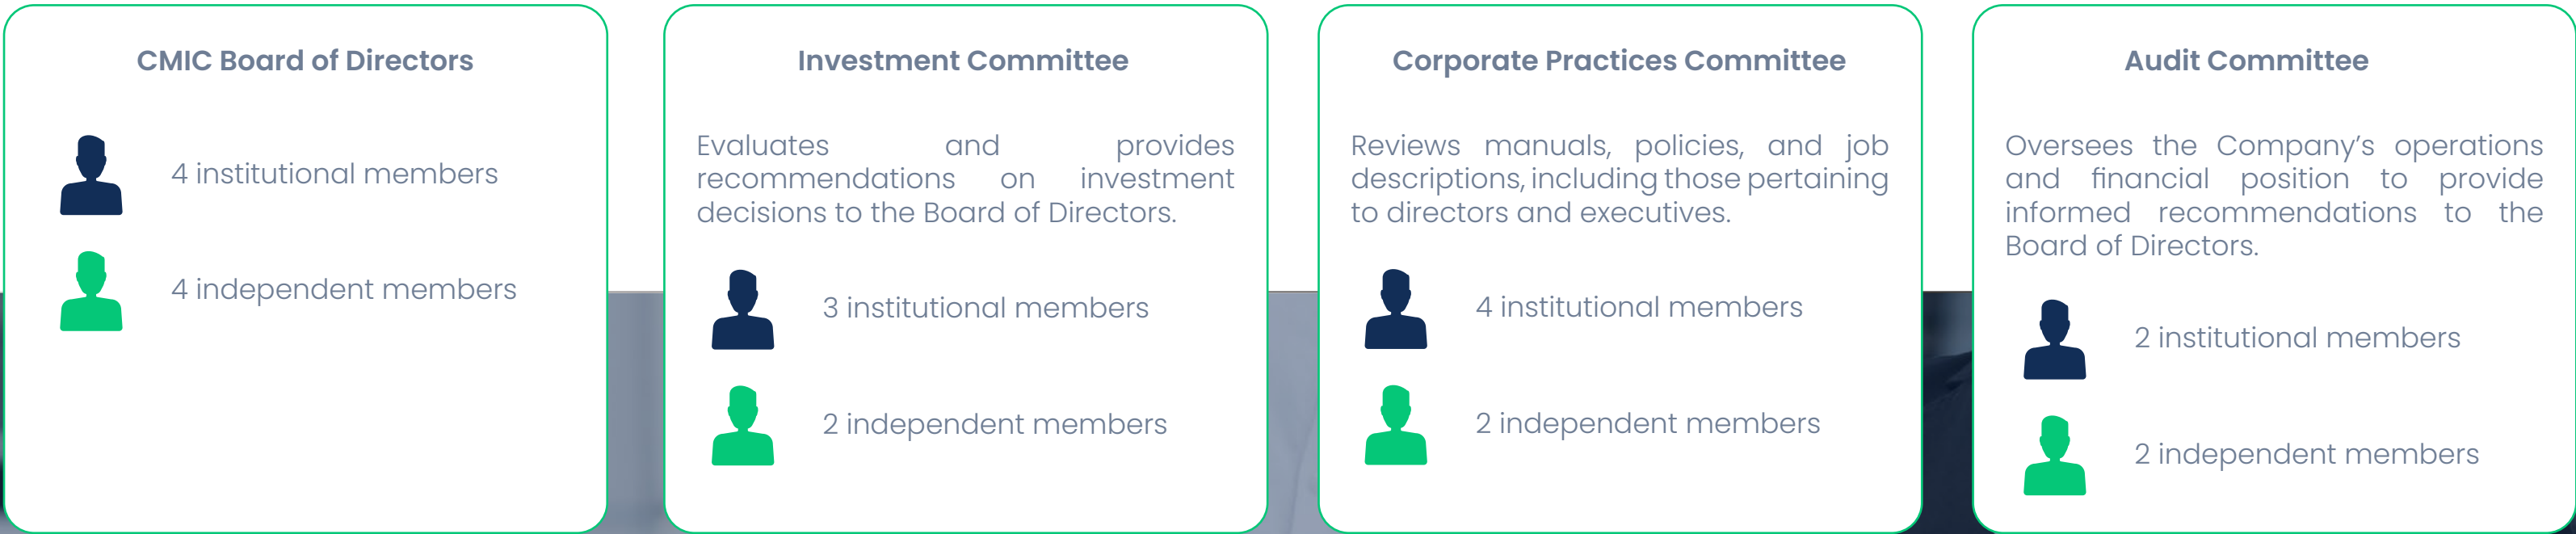 CMIC Board of Directors
4 institutional members
4 independent members
Investment Committee
Evaluates and provides
recommendations on investment
decisions to the Board of Directors.
3 institutional members
2 independent members
Corporate Practices Committee
Reviews manuals, policies, and job
descriptions, including those pertaining
to directors and executives.
4 institutional members
2 independent members
Audit Committee
Oversees the Company’s operations
and financial position to provide
informed recommendations to the
Board of Directors.
2 institutional members
2 independent members